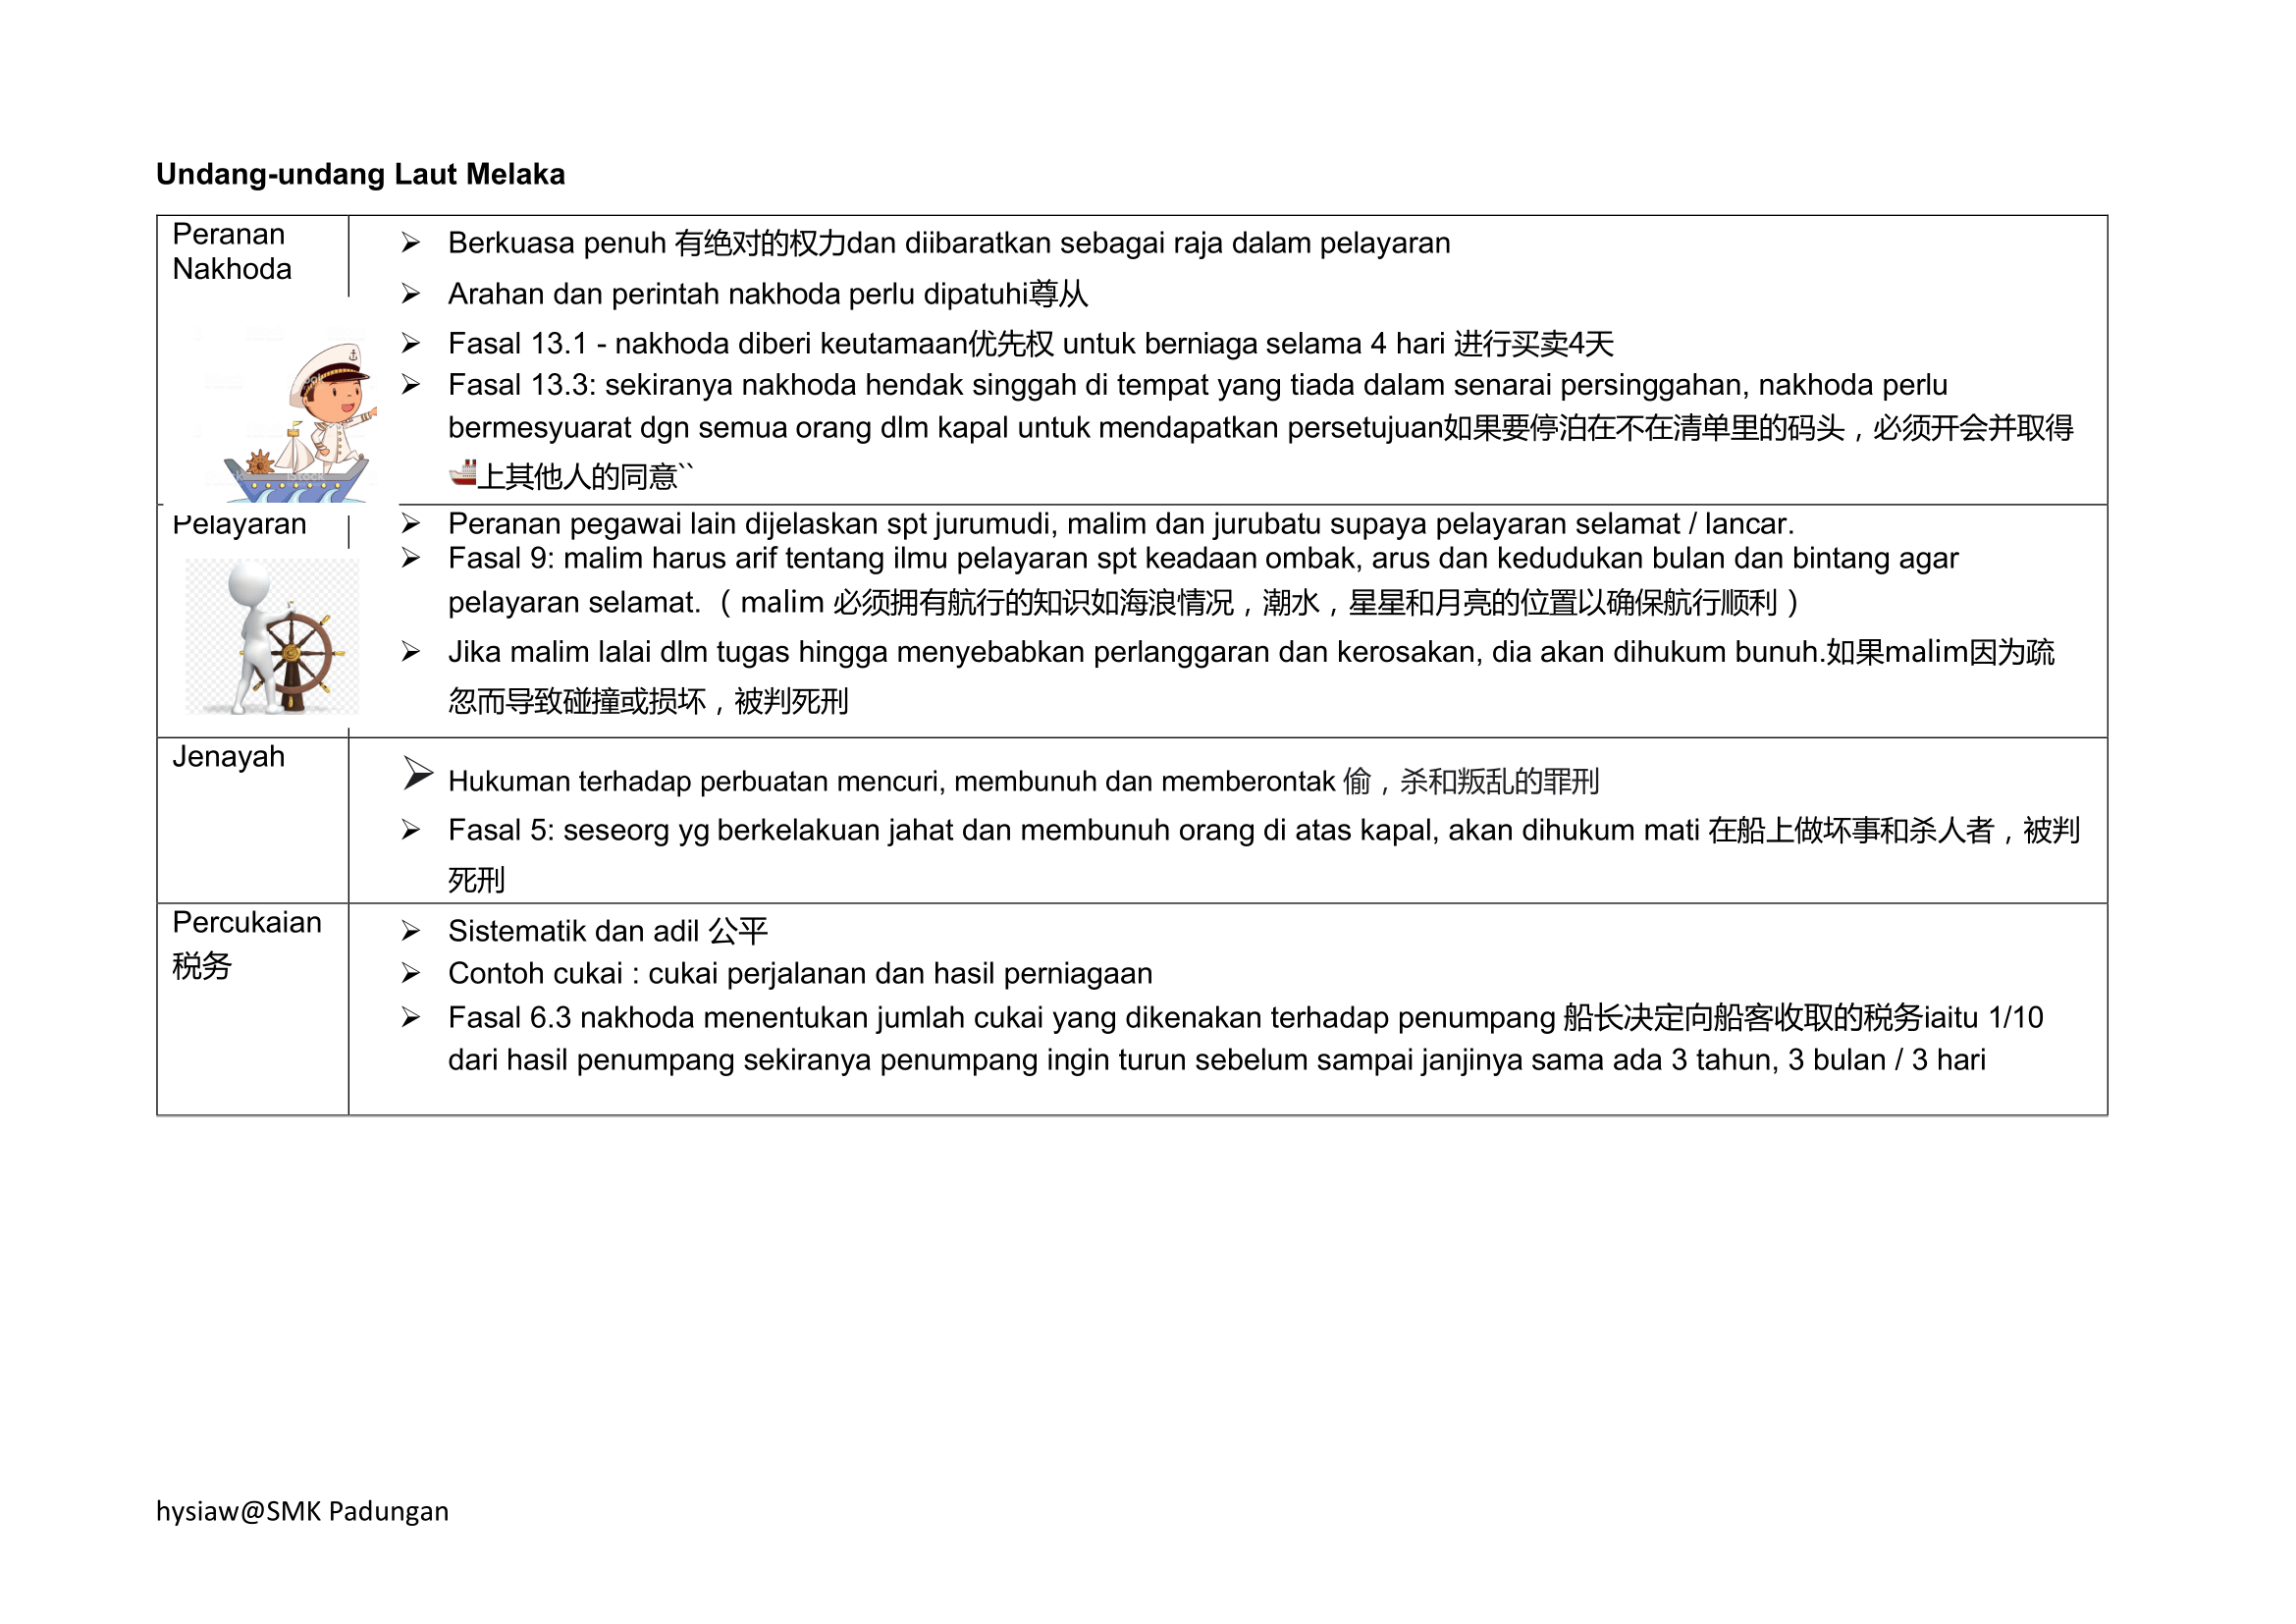 Undang-undang Laut Melaka
Peranan
Nakhoda
➢ Berkuasa penuh 有绝对的权力dan diibaratkan sebagai raja dalam pelayaran
➢ Arahan dan perintah nakhoda perlu dipatuhi尊从
➢ Fasal 13.1 - nakhoda diberi keutamaan优先权 untuk berniaga selama 4 hari 进行买卖4天
➢ Fasal 13.3: sekiranya nakhoda hendak singgah di tempat yang tiada dalam senarai persinggahan, nakhoda perlu
bermesyuarat dgn semua orang dlm kapal untuk mendapatkan persetujuan如果要停泊在不在清单里的码头，必须开会并取得
🚢上其他人的同意``
iStock
Pelayaran
➢ Peranan pegawai lain dijelaskan spt jurumudi, malim dan jurubatu supaya pelayaran selamat / lancar.
➢ Fasal 9: malim harus arif tentang ilmu pelayaran spt keadaan ombak, arus dan kedudukan bulan dan bintang agar
pelayaran selamat.（malim 必须拥有航行的知识如海浪情况，潮水，星星和月亮的位置以确保航行顺利）
➢ Jika malim lalai dlm tugas hingga menyebabkan perlanggaran dan kerosakan, dia akan dihukum bunuh.如果malim因为疏
忽而导致碰撞或损坏，被判死刑
Jenayah
➢ Hukuman terhadap perbuatan mencuri, membunuh dan memberontak 偷，杀和叛乱的罪刑
➢ Fasal 5: seseorg yg berkelakuan jahat dan membunuh orang di atas kapal, akan dihukum mati 在船上做坏事和杀人者，被判
死刑
Percukaian
税务
➢ Sistematik dan adil 公平
➢ Contoh cukai : cukai perjalanan dan hasil perniagaan
➢ Fasal 6.3 nakhoda menentukan jumlah cukai yang dikenakan terhadap penumpang 船长决定向船客收取的税务iaitu 1/10
dari hasil penumpang sekiranya penumpang ingin turun sebelum sampai janjinya sama ada 3 tahun, 3 bulan / 3 hari
hysiaw@SMK Padungan